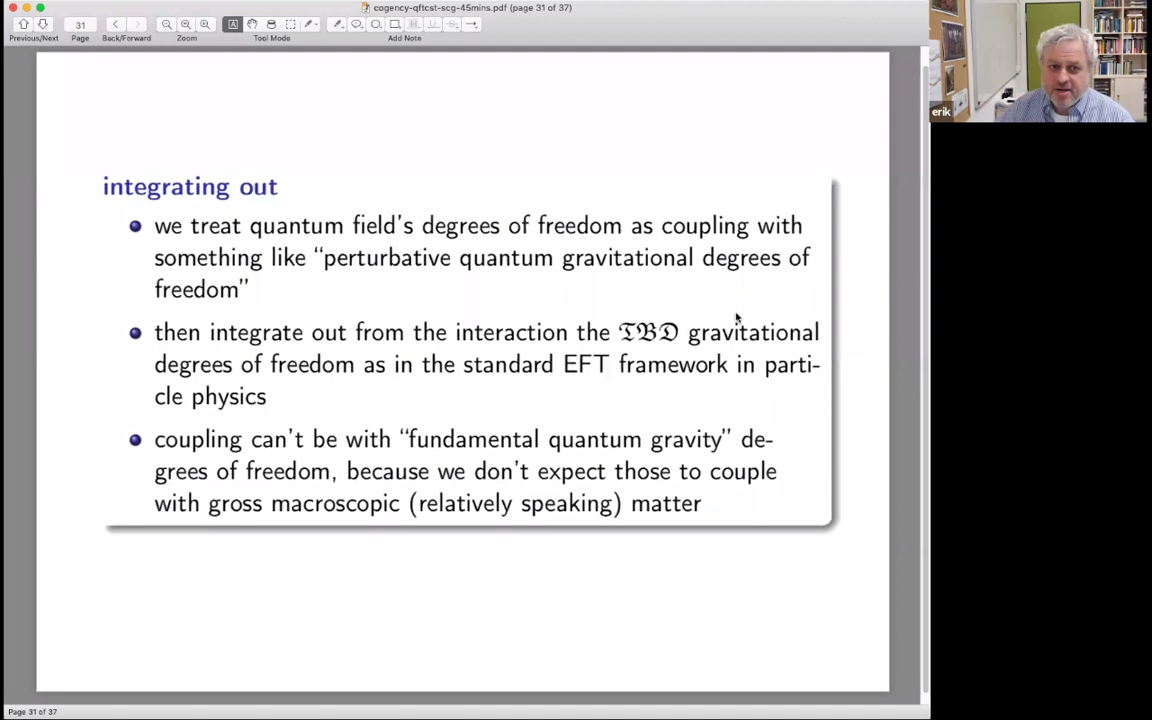 cogency-qftcst-scg-45mins.pdf (page 31 of 37)
31
Previous/Next
Page
Back/Forward
Zoom
Tool Mode
Add Note
erik
integrating out
we treat quantum field's degrees of freedom as coupling with
something like “perturbative quantum gravitational degrees of
freedom”
then integrate out from the interaction the 𝔗𝔅𝔇 gravitational
degrees of freedom as in the standard EFT framework in parti-
cle physics
coupling can't be with “fundamental quantum gravity” de-
grees of freedom, because we don't expect those to couple
with gross macroscopic (relatively speaking) matter
Page 31 of 37